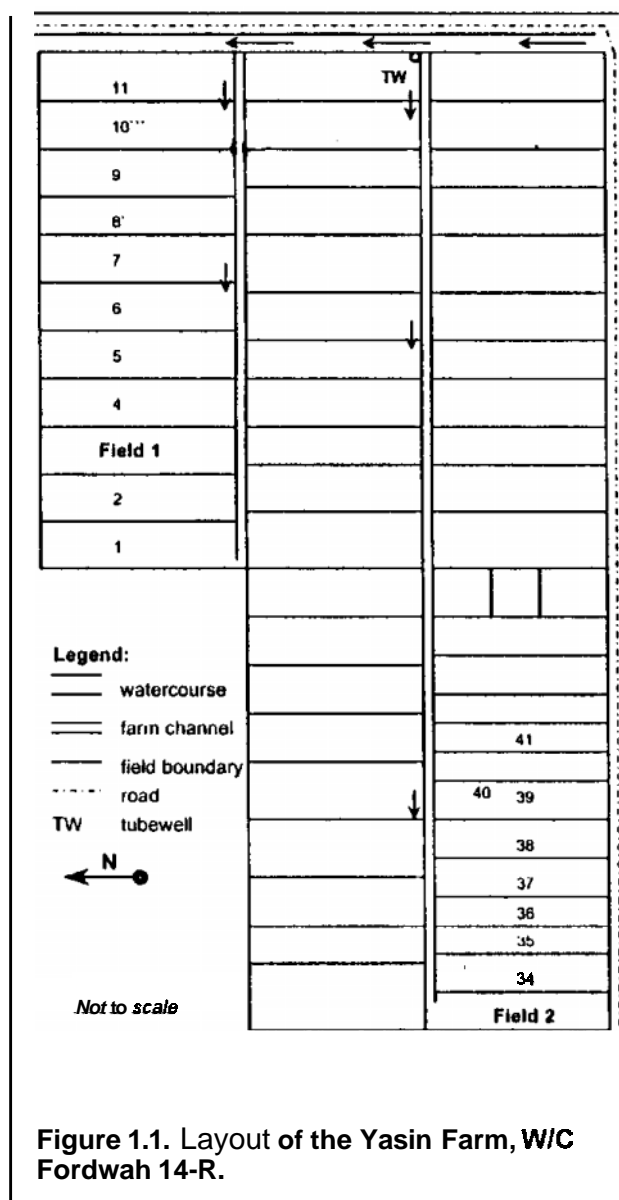 TW
11
10
9
8
7
6
5
4
Field 1
2
1
41
40 39
38
37
36
35
34
Field 2
Legend:
watercourse
farm channel
field boundary
road
TW tubewell
N
Not to scale
Figure 1.1. Layout of the Yasin Farm, W/C
Fordwah 14-R.